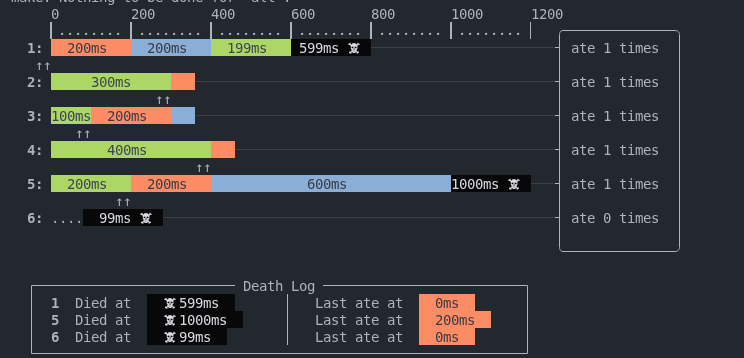 make: Nothing to be done for 'all'.
0 200 400 600 800 1000 1200
1: 200ms 200ms 199ms 599ms ate 1 times
↑↑
2: 300ms ate 1 times
↑↑
3: 100ms 200ms ate 1 times
↑↑
4: 400ms ate 1 times
↑↑
5: 200ms 200ms 600ms 1000ms ate 1 times
↑↑
6: .... 99ms ate 0 times
Death Log
1 Died at 599ms Last ate at 0ms
5 Died at 1000ms Last ate at 200ms
6 Died at 99ms Last ate at 0ms